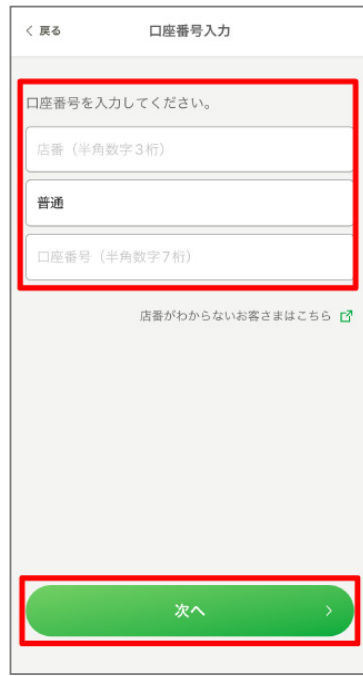 戻る
口座番号入力
口座番号を入力してください。
店番（半角数字3桁）
普通
口座番号（半角数字7桁）
店番がわからないお客さまはこちら
次へ